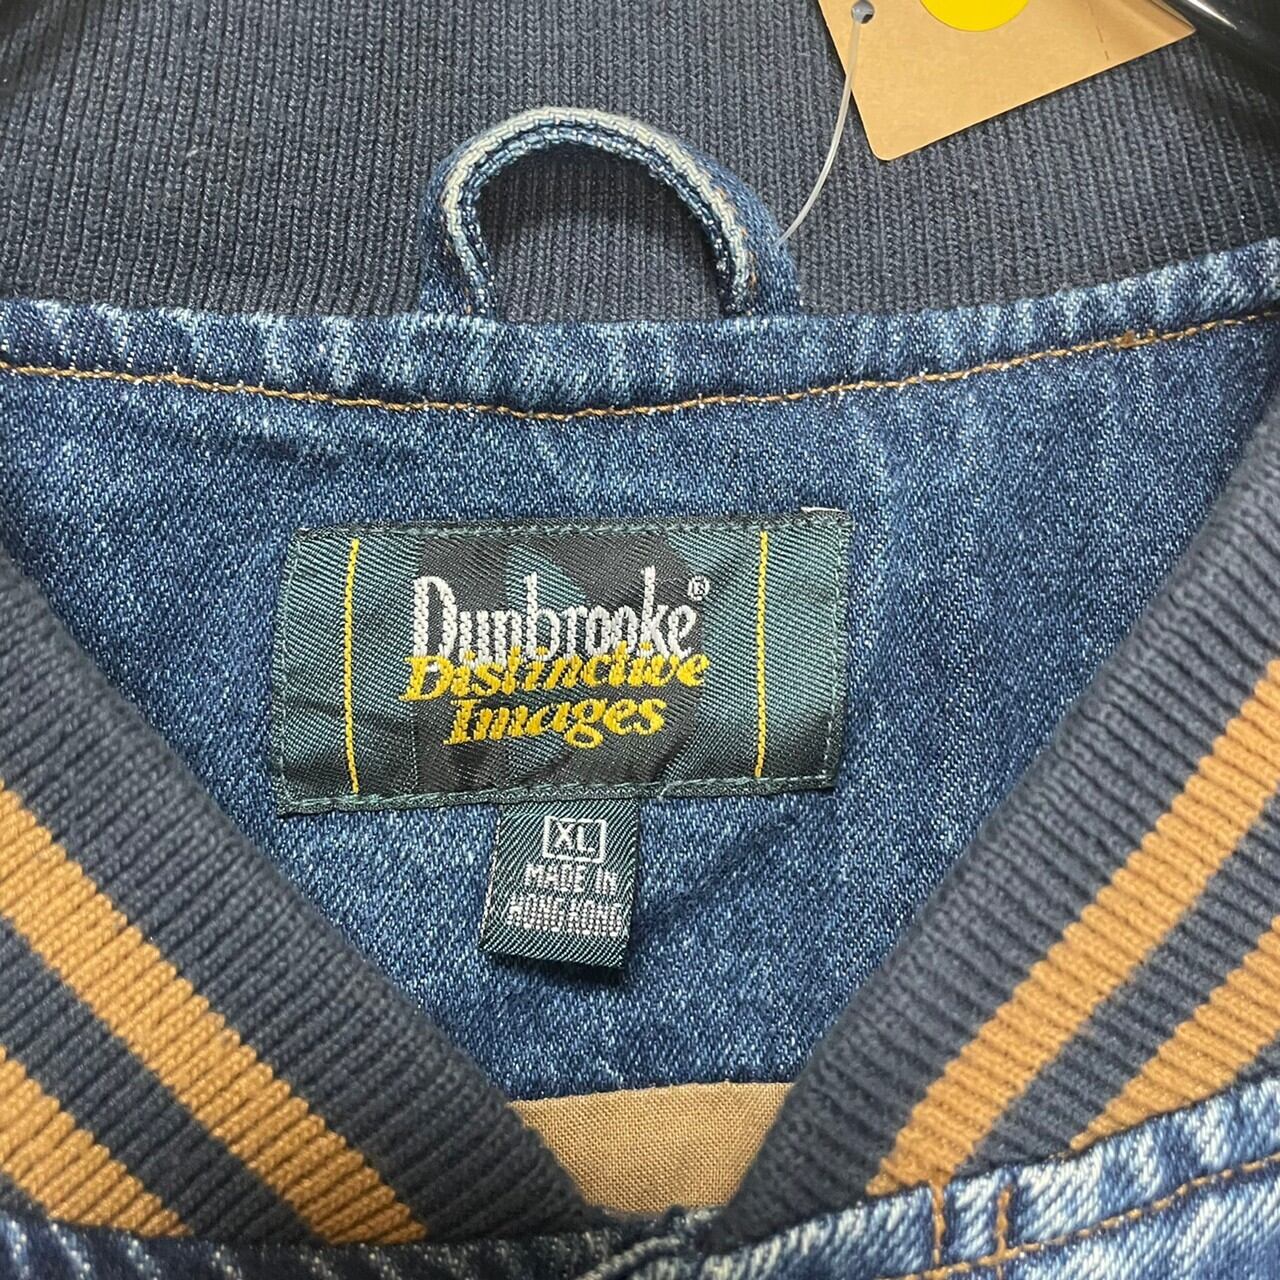 Dunbrooke®
Distinctive
Images
XL
MADE IN
HONG KONG